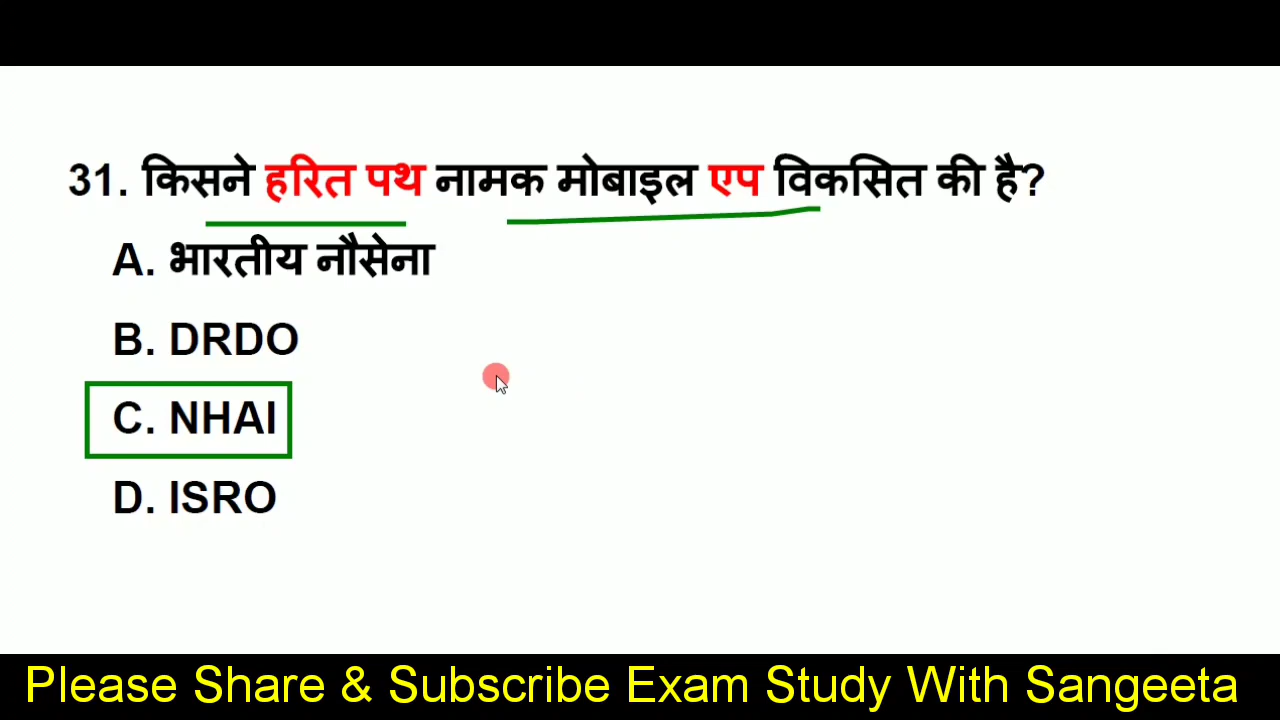 31. किसने हरित पथ नामक मोबाइल एप विकसित की है?
A. भारतीय नौसेना
B. DRDO
C. NHAI
D. ISRO
Please Share & Subscribe Exam Study With Sangeeta